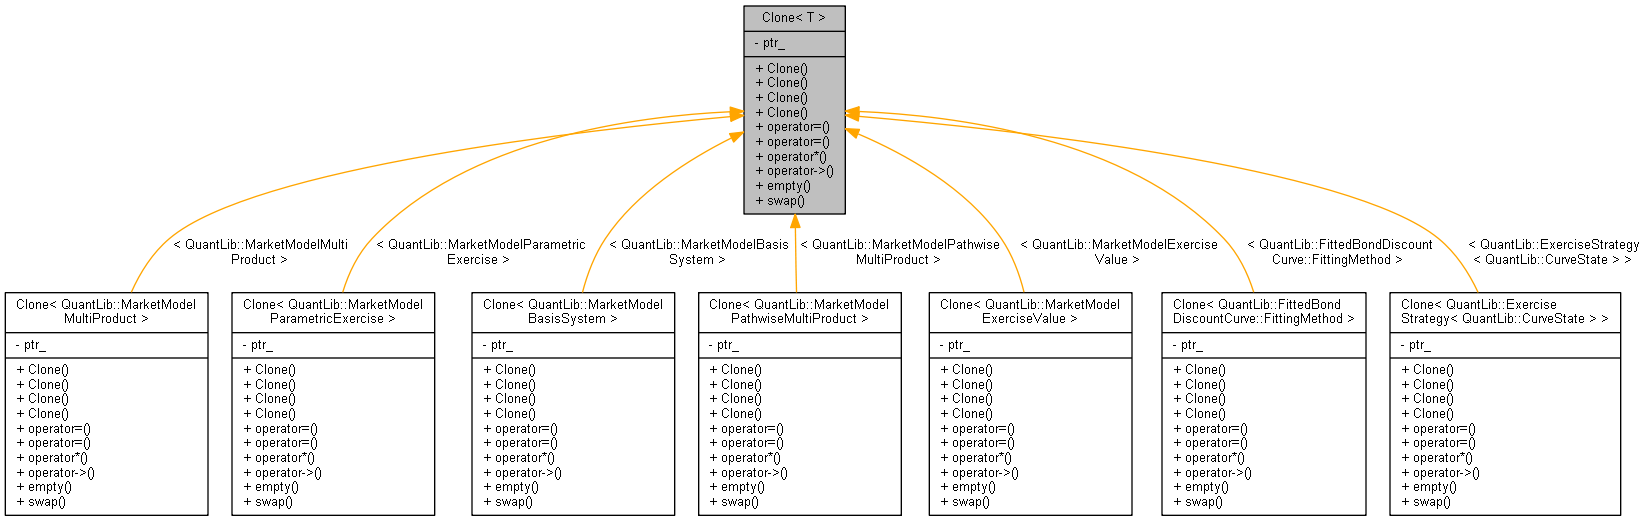 Clone< T >
- ptr_
+ Clone()
+ Clone()
+ Clone()
+ Clone()
+ operator=()
+ operator=()
+ operator*()
+ operator->()
+ empty()
+ swap()
< QuantLib::MarketModelMulti
Product >
< QuantLib::MarketModelParametric
Exercise >
< QuantLib::MarketModelBasis
System >
< QuantLib::MarketModelPathwise
MultiProduct >
< QuantLib::MarketModelExercise
Value >
< QuantLib::FittedBondDiscount
Curve::FittingMethod >
< QuantLib::ExerciseStrategy
< QuantLib::CurveState > >
Clone< QuantLib::MarketModel
MultiProduct >
- ptr_
+ Clone()
+ Clone()
+ Clone()
+ Clone()
+ operator=()
+ operator=()
+ operator*()
+ operator->()
+ empty()
+ swap()
Clone< QuantLib::MarketModel
ParametricExercise >
- ptr_
+ Clone()
+ Clone()
+ Clone()
+ Clone()
+ operator=()
+ operator=()
+ operator*()
+ operator->()
+ empty()
+ swap()
Clone< QuantLib::MarketModel
BasisSystem >
- ptr_
+ Clone()
+ Clone()
+ Clone()
+ Clone()
+ operator=()
+ operator=()
+ operator*()
+ operator->()
+ empty()
+ swap()
Clone< QuantLib::MarketModel
PathwiseMultiProduct >
- ptr_
+ Clone()
+ Clone()
+ Clone()
+ Clone()
+ operator=()
+ operator=()
+ operator*()
+ operator->()
+ empty()
+ swap()
Clone< QuantLib::MarketModel
ExerciseValue >
- ptr_
+ Clone()
+ Clone()
+ Clone()
+ Clone()
+ operator=()
+ operator=()
+ operator*()
+ operator->()
+ empty()
+ swap()
Clone< QuantLib::FittedBond
DiscountCurve::FittingMethod >
- ptr_
+ Clone()
+ Clone()
+ Clone()
+ Clone()
+ operator=()
+ operator=()
+ operator*()
+ operator->()
+ empty()
+ swap()
Clone< QuantLib::Exercise
Strategy< QuantLib::CurveState > >
- ptr_
+ Clone()
+ Clone()
+ Clone()
+ Clone()
+ operator=()
+ operator=()
+ operator*()
+ operator->()
+ empty()
+ swap()